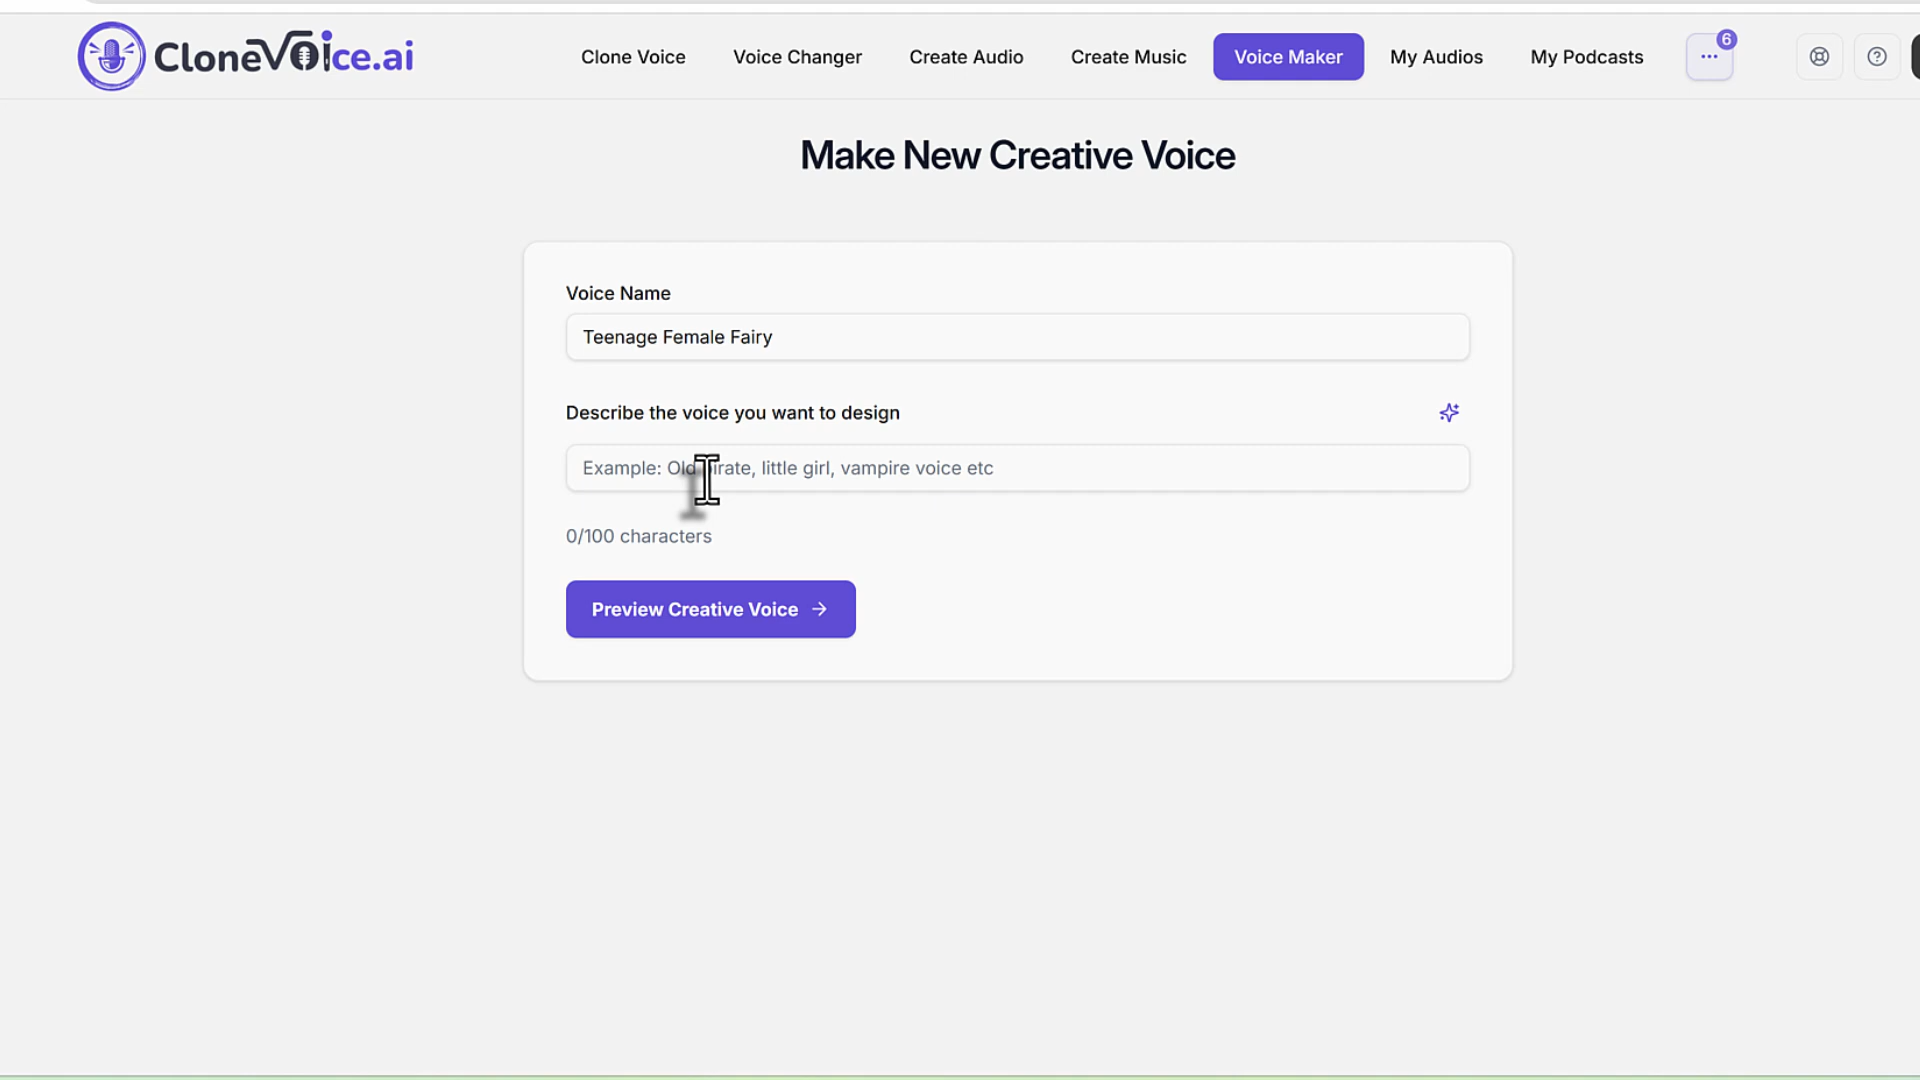 CloneVoice.ai
Clone Voice
Voice Changer
Create Audio
Create Music
Voice Maker
My Audios
My Podcasts
6
Make New Creative Voice
Voice Name
Teenage Female Fairy
Describe the voice you want to design
Example: Old pirate, little girl, vampire voice etc
0/100 characters
Preview Creative Voice